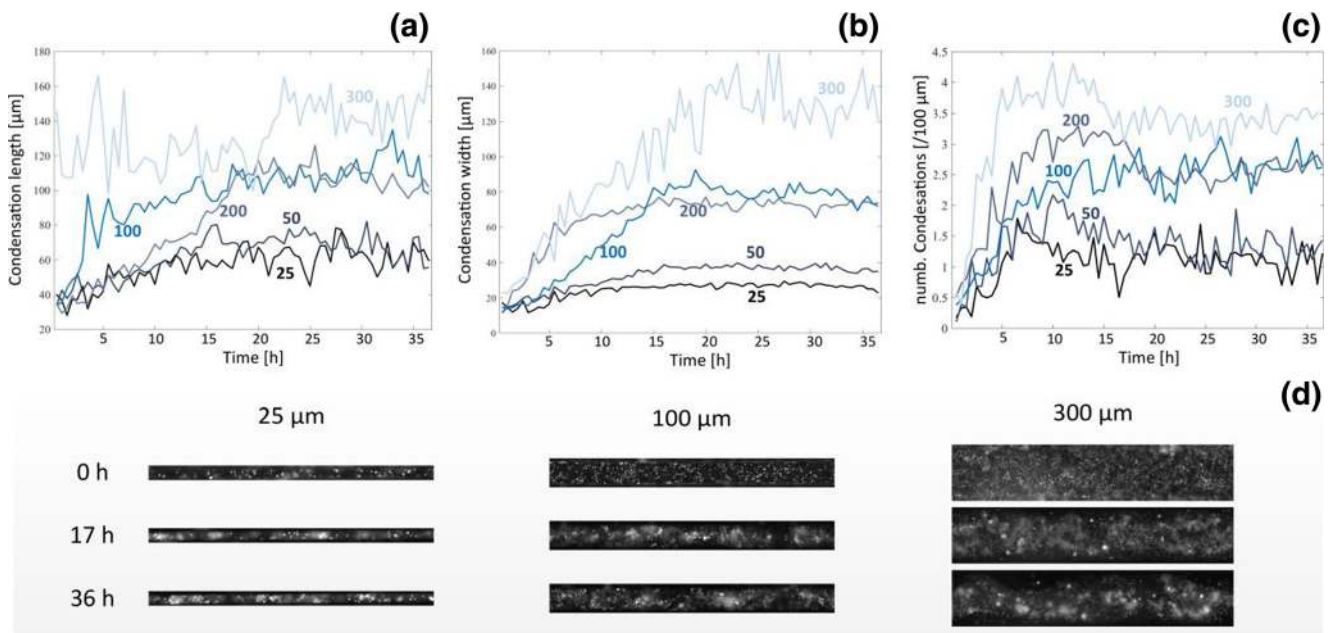 (a)
Condensation length [µm]
180
160
140
120
100
80
60
40
20
300
100
200
50
25
5 10 15 20 25 30 35
Time [h]
(b)
Condensation width [µm]
160
140
120
100
80
60
40
20
0
300
200
100
50
25
5 10 15 20 25 30 35
Time [h]
(c)
numb. Condesations [/100 µm]
4.5
4
3.5
3
2.5
2
1.5
1
0.5
0
300
200
100
50
25
5 10 15 20 25 30 35
Time [h]
(d)
25 µm 100 µm 300 µm
0 h
17 h
36 h